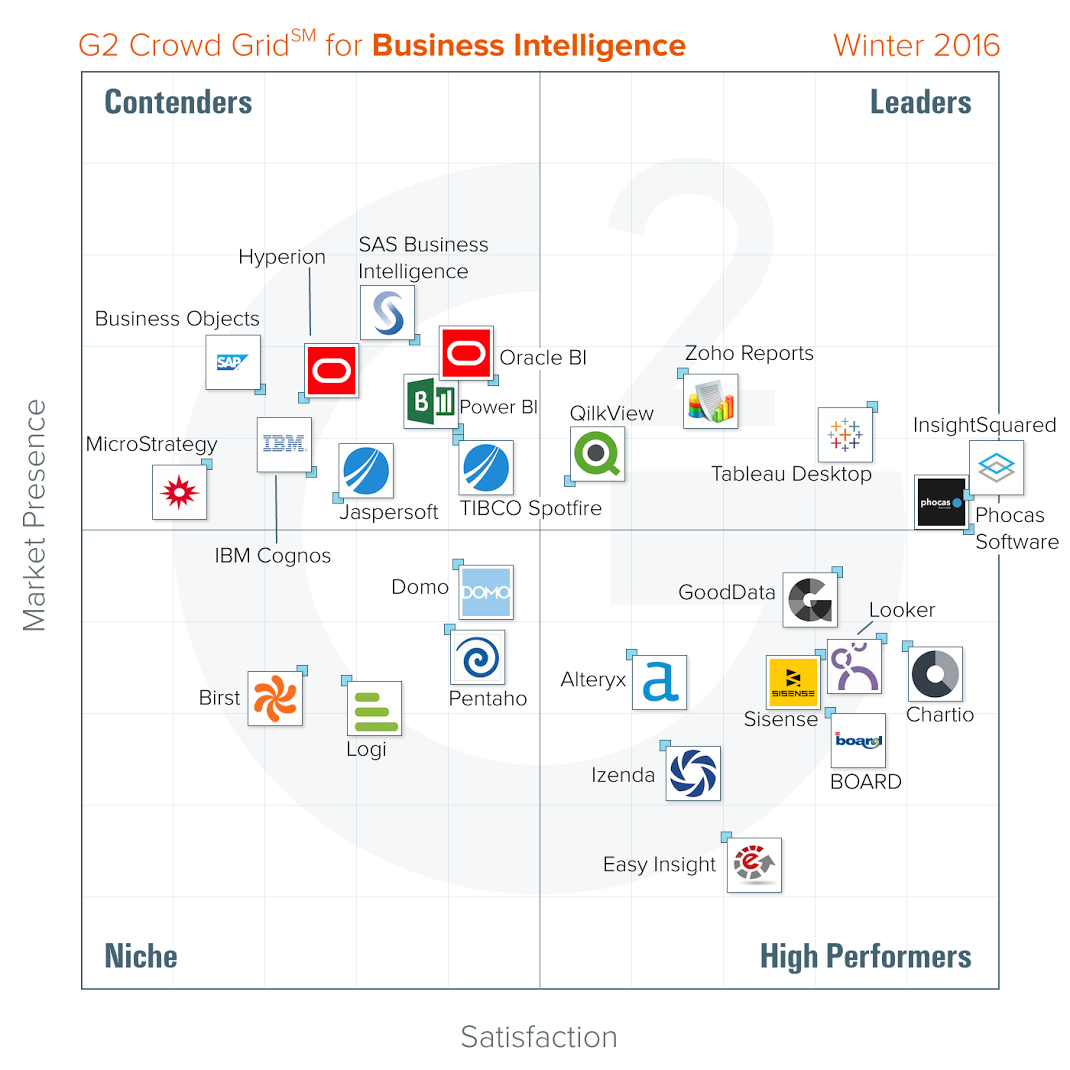 G2 Crowd Grid℠ for Business Intelligence
Winter 2016
Contenders
Leaders
SAS Business
Intelligence
Hyperion
Business Objects
SAP
Oracle BI
Zoho Reports
B
Power BI
QilkView
InsightSquared
MicroStrategy
IBM
Tableau Desktop
phocas
Jaspersoft
TIBCO Spotfire
Phocas
Software
IBM Cognos
Market Presence
Domo
DOMO
GoodData
Looker
Alteryx
a
SISENSE
Birst
Pentaho
Sisense
Chartio
Logi
board
BOARD
Izenda
Easy Insight
e
Niche
High Performers
Satisfaction
G2